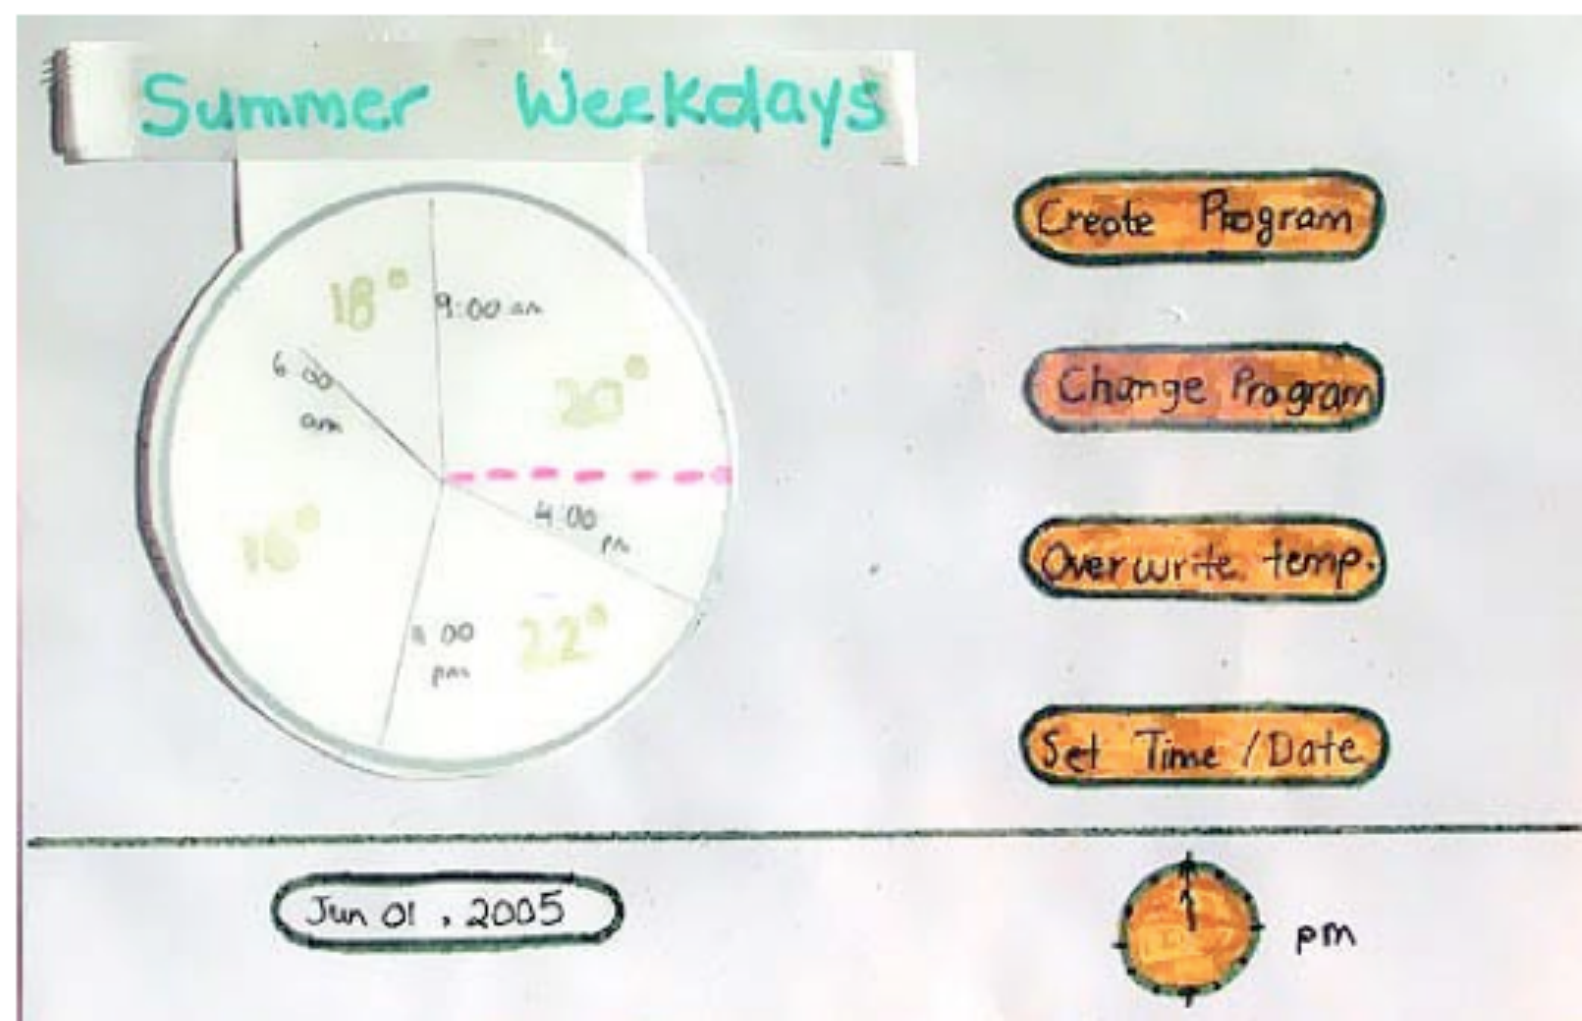 Summer Weekdays
18°
9:00 am
6:00
am
20°
4:00
pm
16°
00
pm
22°
Create Program
Change Program
Overwrite temp.
Set Time/Date
Jun 01, 2005
pm